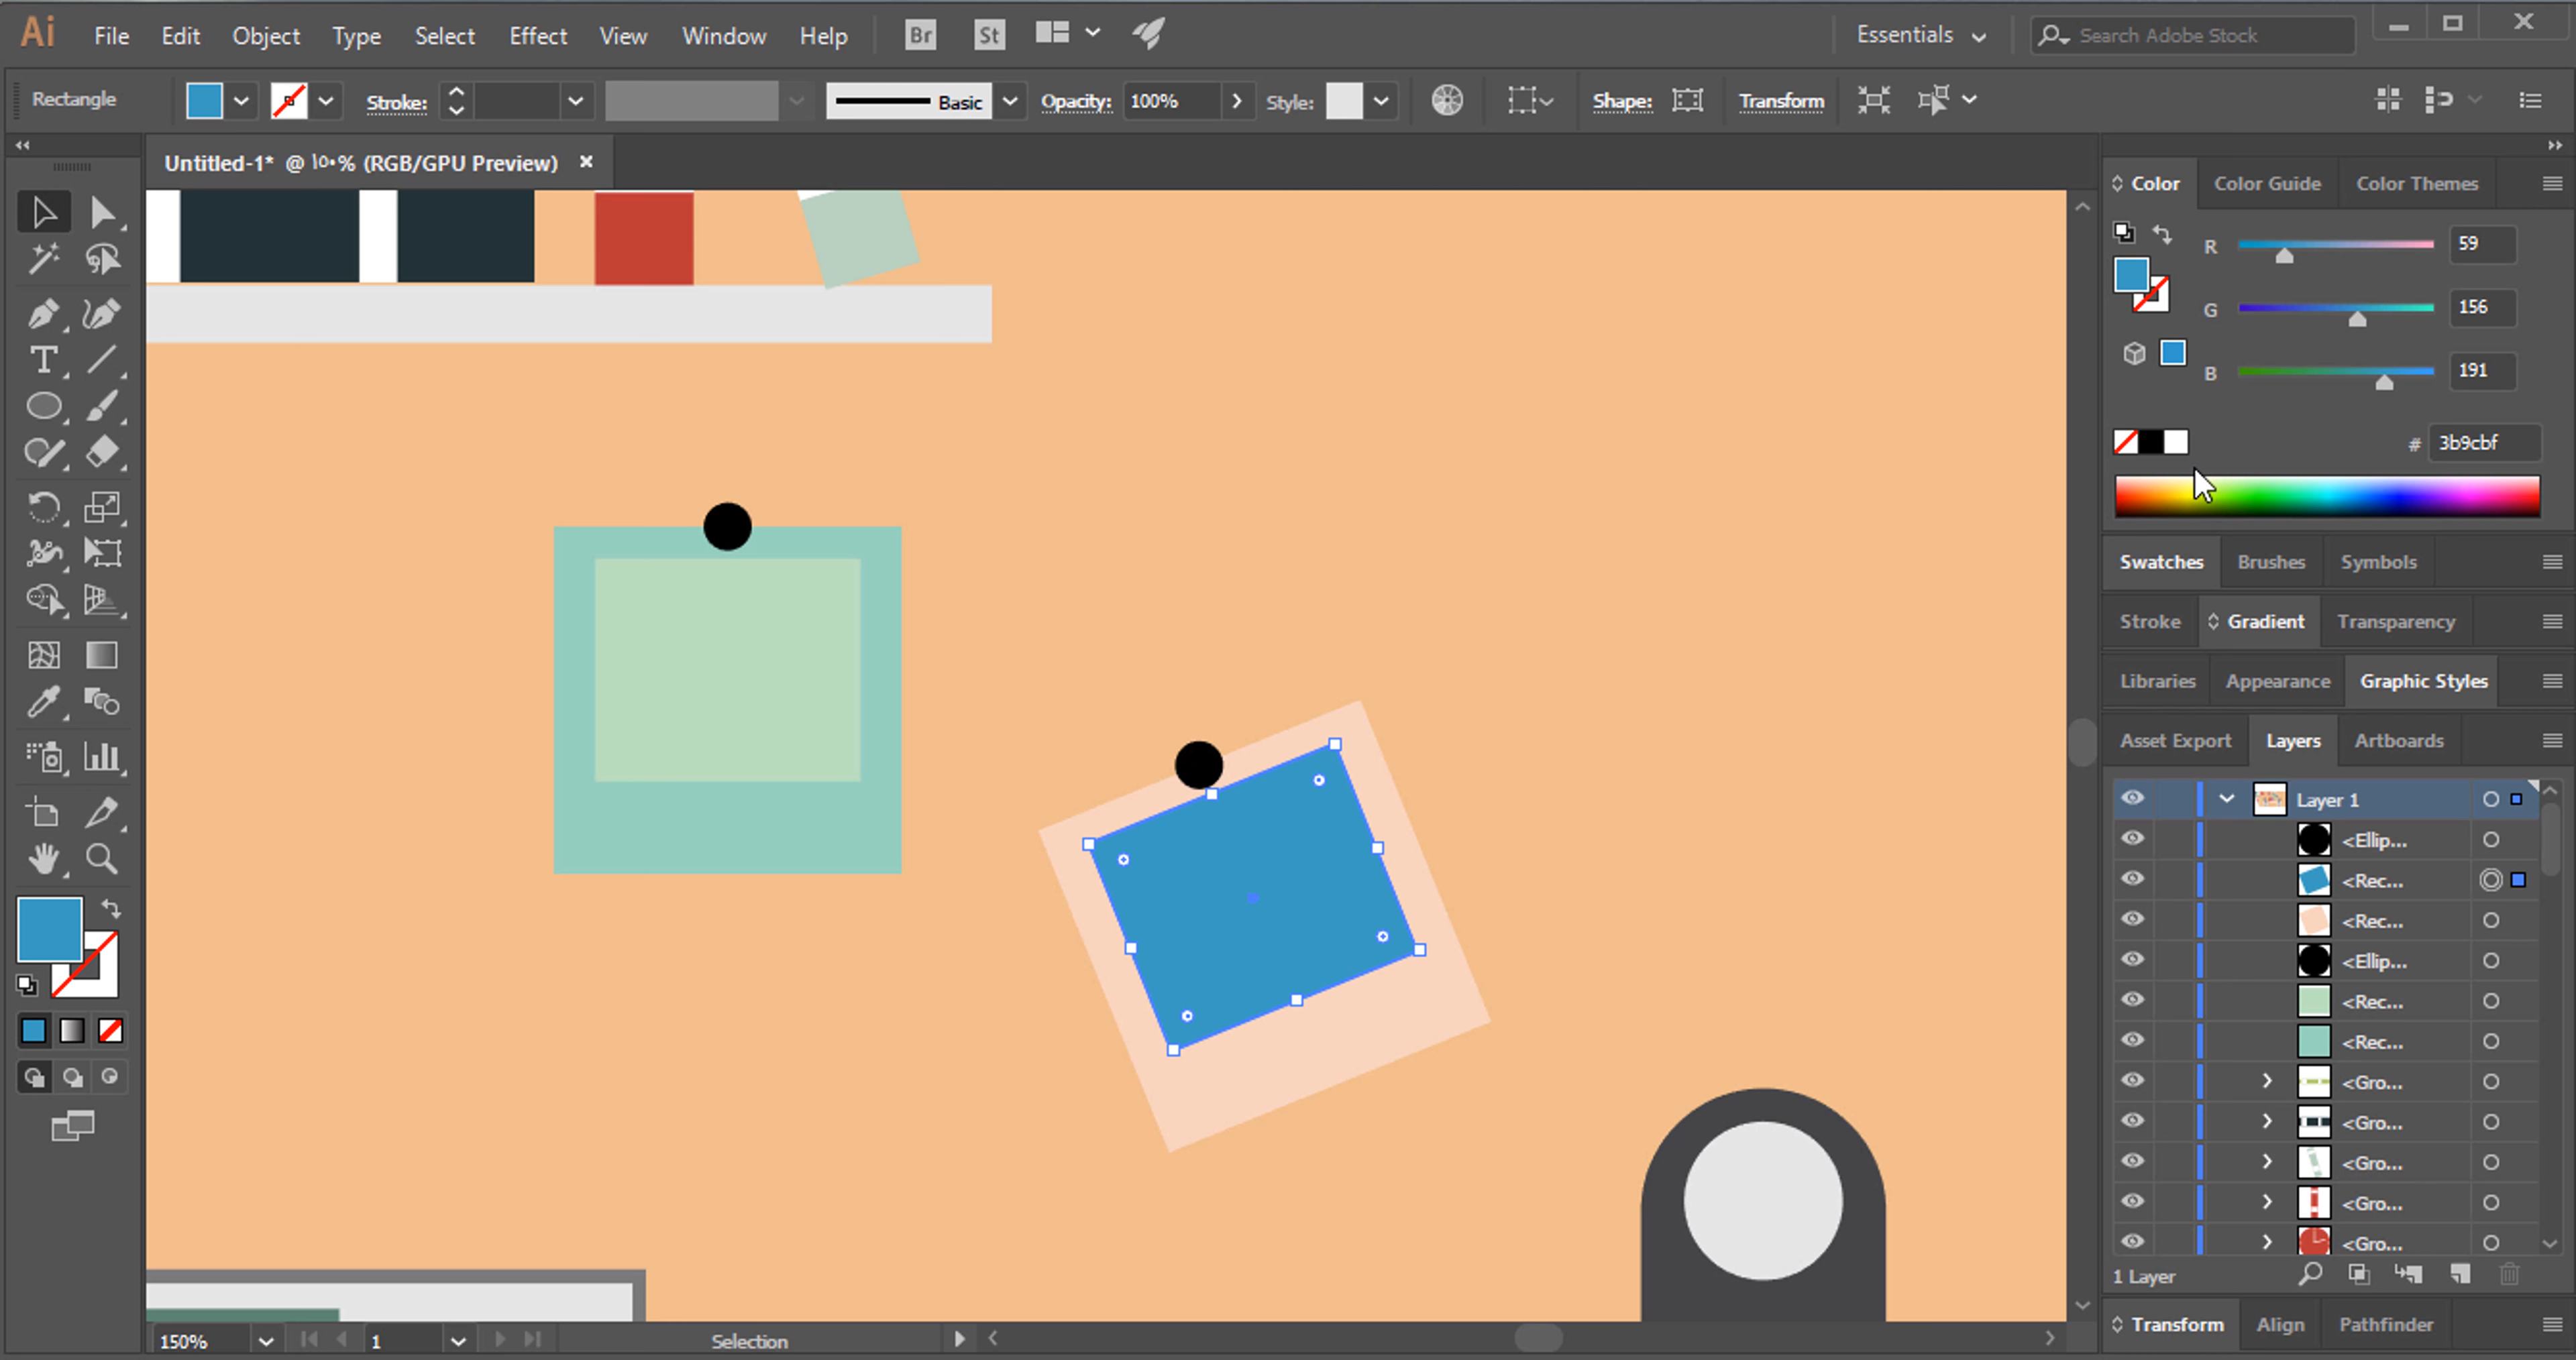 Ai File Edit Object Type Select Effect View Window Help Br St Essentials Search Adobe Stock
Rectangle Stroke: Basic Opacity: 100% Style: Shape: Transform
Untitled-1* @ ١٥٠% (RGB/GPU Preview) ×
Color Color Guide Color Themes
R 59
G 156
B 191
# 3b9cbf
Swatches Brushes Symbols
Stroke Gradient Transparency
Libraries Appearance Graphic Styles
Asset Export Layers Artboards
Layer 1
<Ellip...
<Rec...
<Rec...
<Ellip...
<Rec...
<Rec...
<Gro...
<Gro...
<Gro...
<Gro...
<Gro...
1 Layer
Transform Align Pathfinder
150% 1 Selection